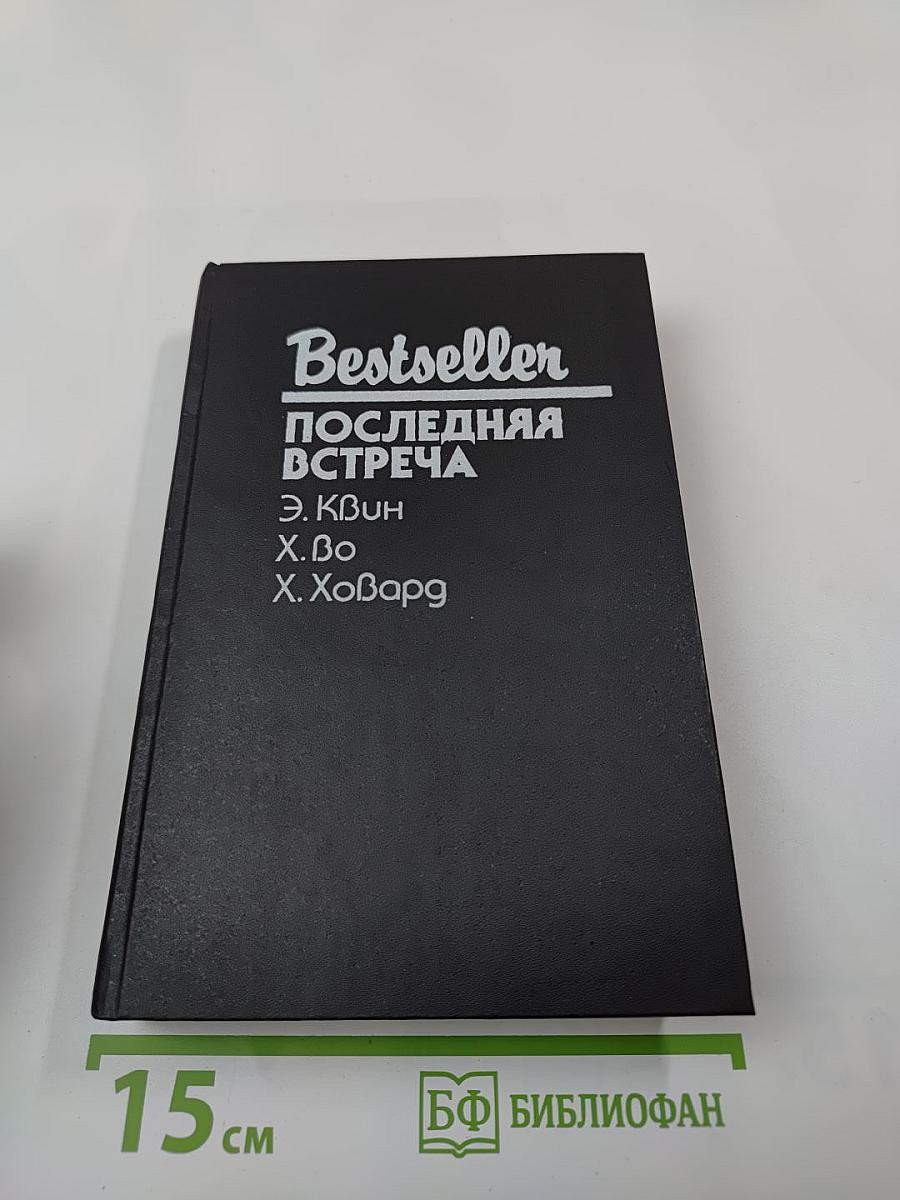 Bestseller
ПОСЛЕДНЯЯ
ВСТРЕЧА
Э. Квин
Х. Во
Х. Ховард
15 см
БФ БИБЛИОФАН